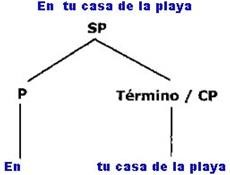 En tu casa de la playa
SP
P Término / CP
En tu casa de la playa